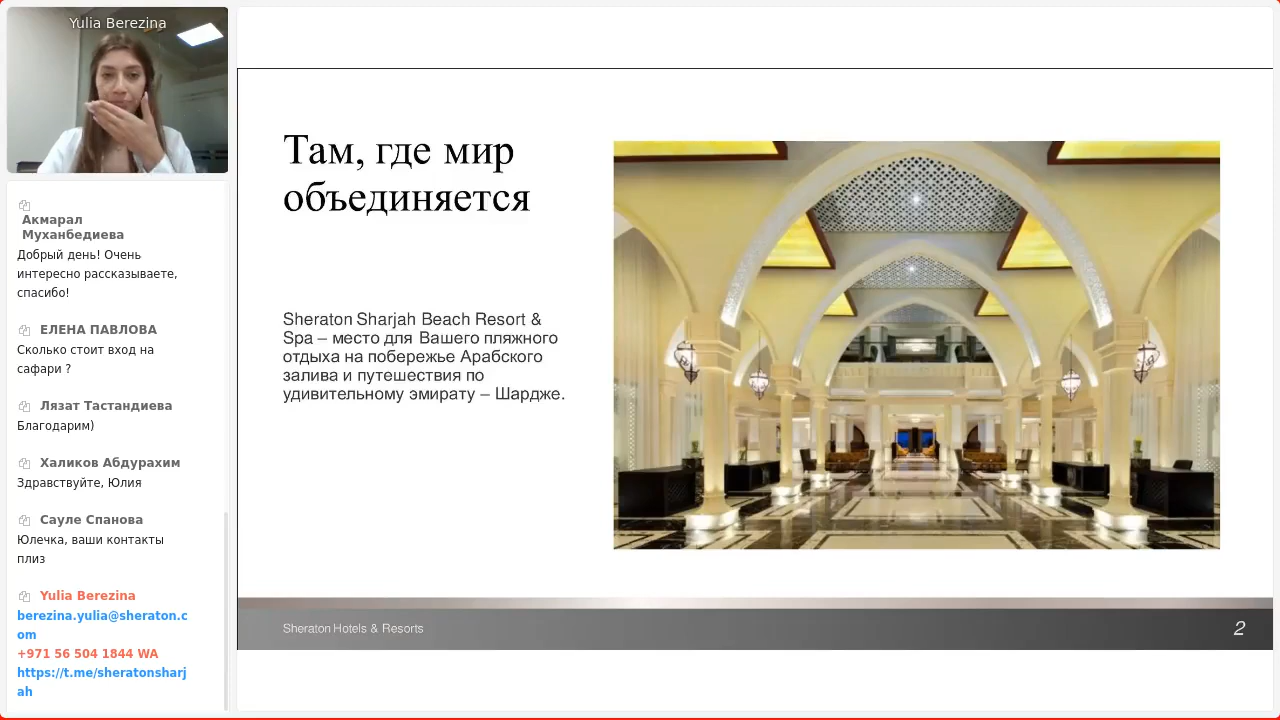 Yulia Berezina
Акмарал
Муханбедиева
Добрый день! Очень
интересно рассказываете,
спасибо!
ЕЛЕНА ПАВЛОВА
Сколько стоит вход на
сафари ?
Лязат Тастандиева
Благодарим)
Халиков Абдурахим
Здравствуйте, Юлия
Сауле Спанова
Юлечка, ваши контакты
плиз
Yulia Berezina
berezina.yulia@sheraton.c
om
+971 56 504 1844 WA
https://t.me/sheratonsharj
ah
Там, где мир
объединяется
Sheraton Sharjah Beach Resort &
Spa – место для Вашего пляжного
отдыха на побережье Арабского
залива и путешествия по
удивительному эмирату – Шардже.
Sheraton Hotels & Resorts
2